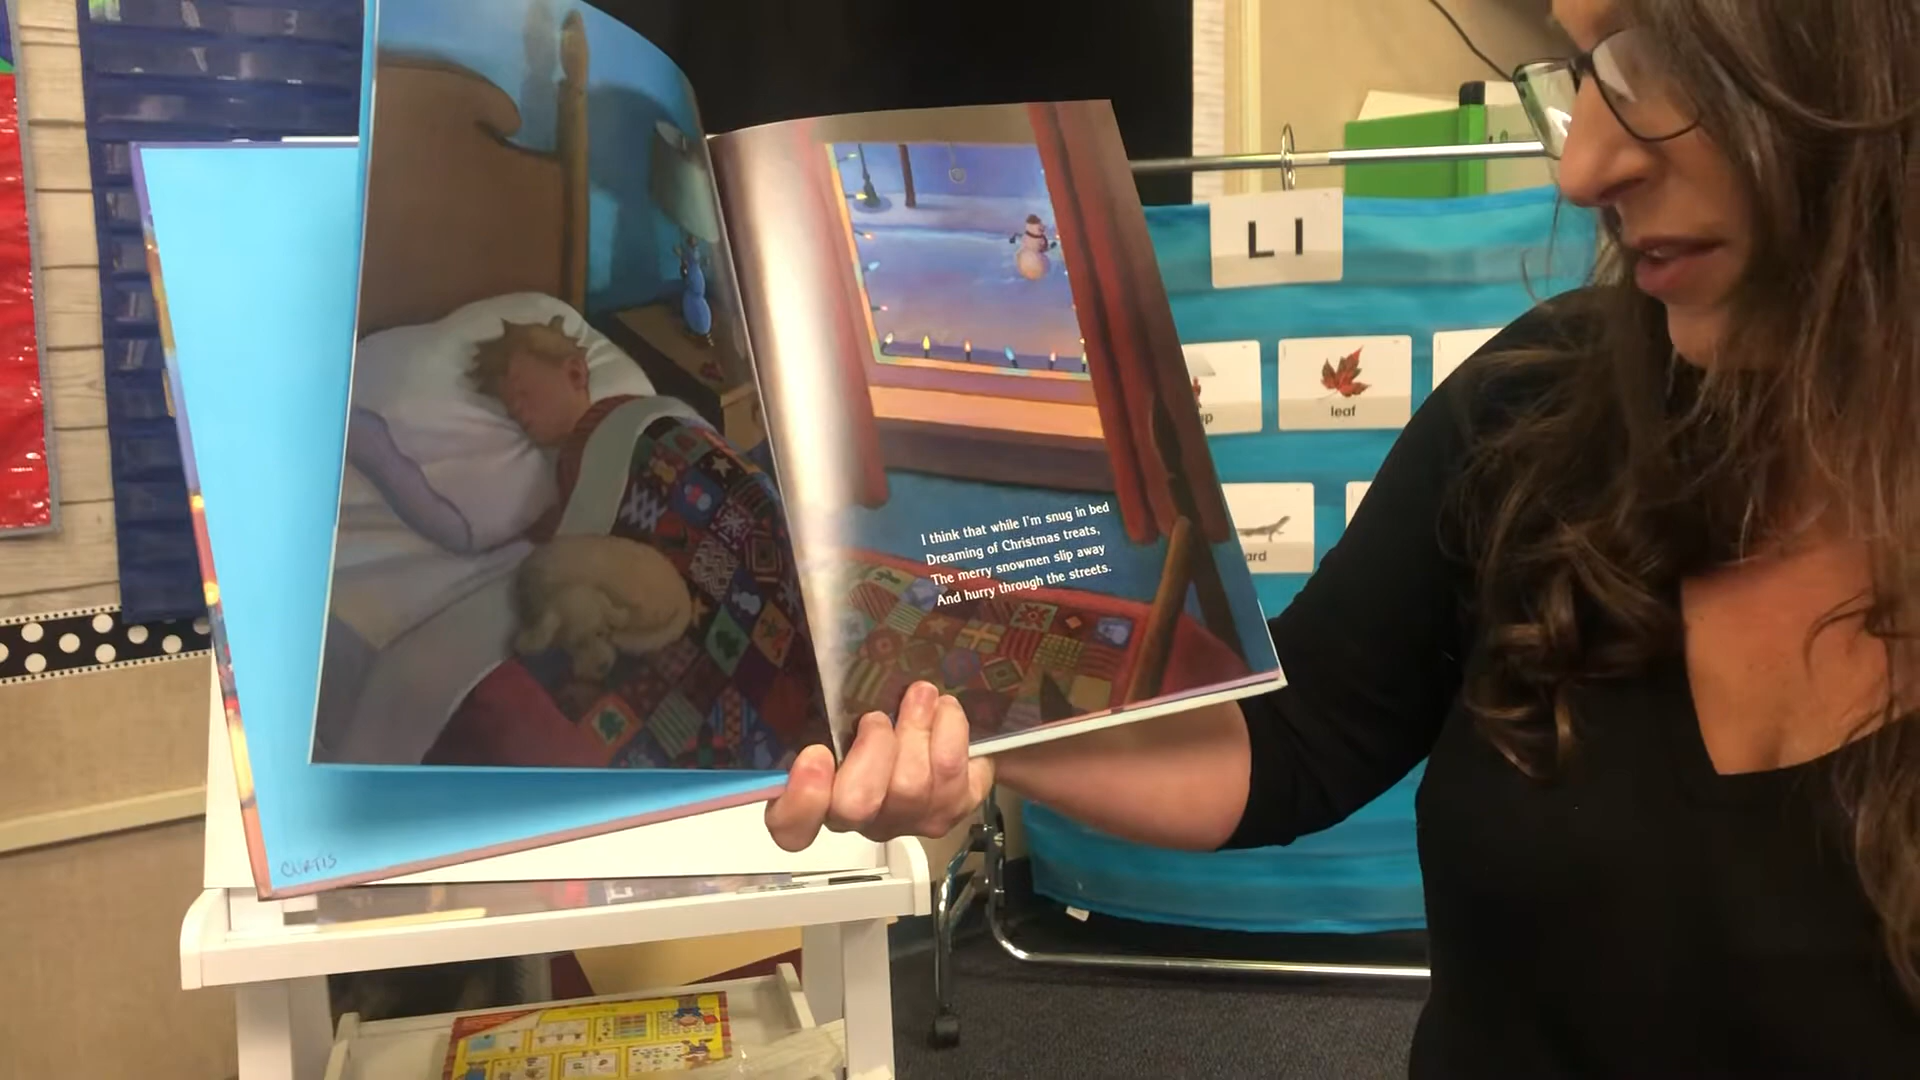 L l
leaf
I think that while I'm snug in bed
Dreaming of Christmas treats,
The merry snowmen slip away
And hurry through the streets.
CURTIS